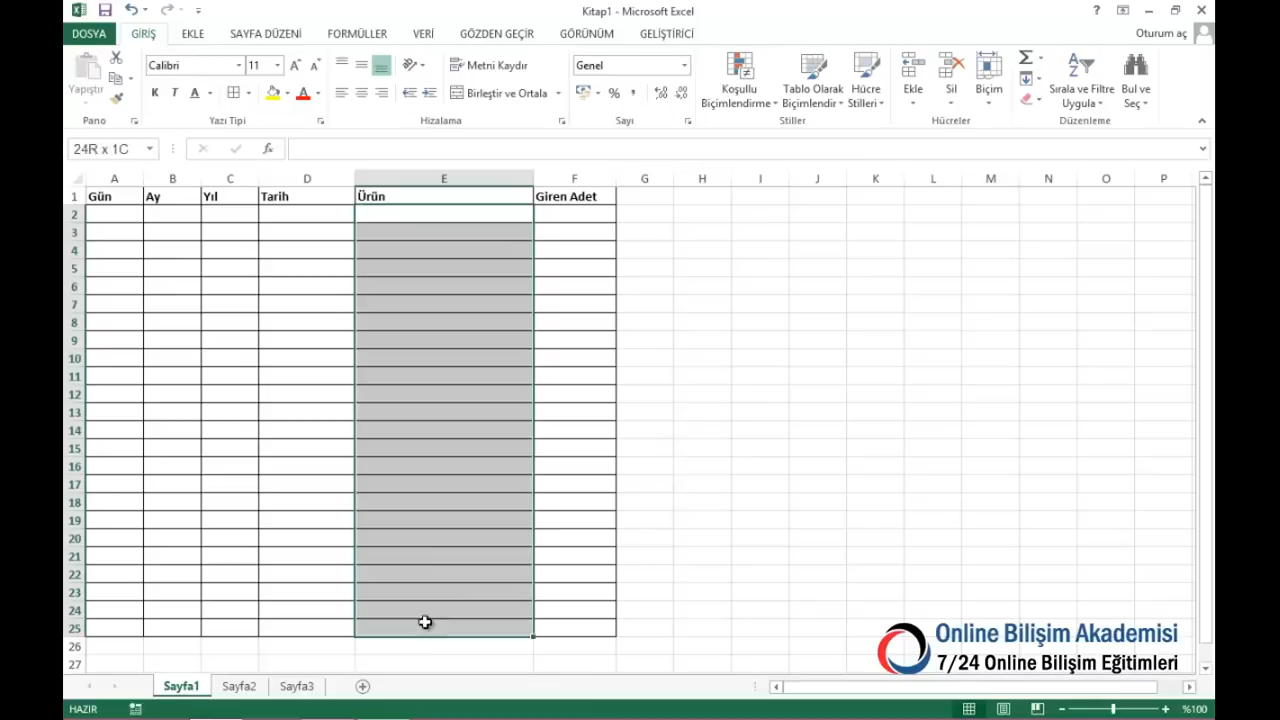 Kitap1 - Microsoft Excel
DOSYA GİRİŞ EKLE SAYFA DÜZENİ FORMÜLLER VERİ GÖZDEN GEÇİR GÖRÜNÜM GELİŞTİRİCİ Oturum aç
Yapıştır
Pano
Calibri 11
K T A
Yazı Tipi
Metni Kaydır
Birleştir ve Ortala
Hizalama
Genel
Sayı
Koşullu Biçimlendirme
Tablo Olarak Biçimlendir
Hücre Stilleri
Stiller
Ekle Sil Biçim
Hücreler
Sırala ve Filtre Uygula
Bul ve Seç
Düzenleme
24R x 1C fx
A B C D E F G H I J K L M N O P
1 Gün Ay Yıl Tarih Ürün Giren Adet
2
3
4
5
6
7
8
9
10
11
12
13
14
15
16
17
18
19
20
21
22
23
24
25
26
27
Online Bilişim Akademisi
7/24 Online Bilişim Eğitimleri
Sayfa1 Sayfa2 Sayfa3
HAZIR %100